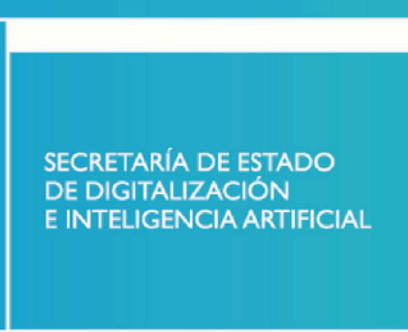 SECRETARÍA DE ESTADO
DE DIGITALIZACIÓN
E INTELIGENCIA ARTIFICIAL